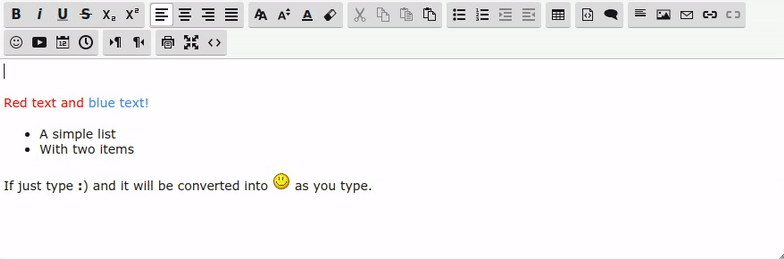 B i U S X₂ X²
Red text and blue text!
A simple list
With two items
If just type :) and it will be converted into as you type.